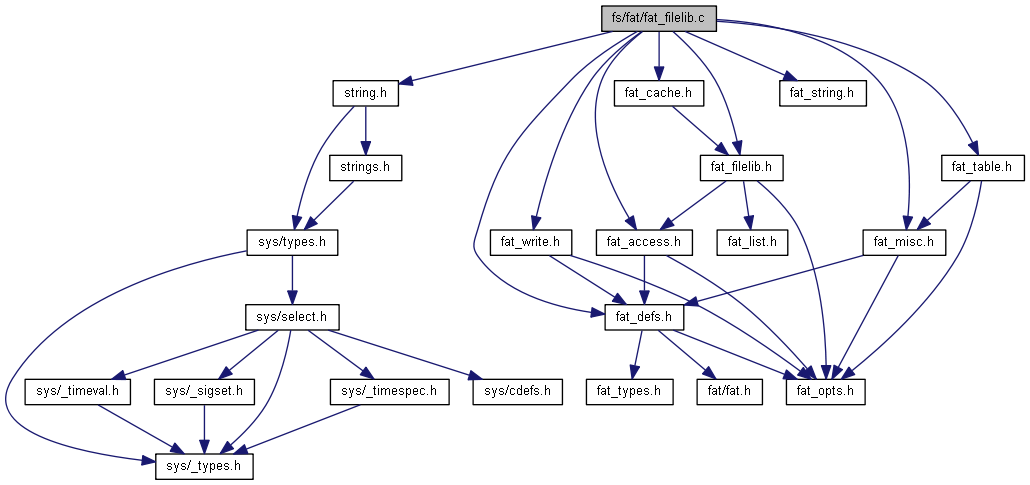 fs/fat/fat_filelib.c
string.h
fat_cache.h
fat_string.h
strings.h
fat_filelib.h
fat_table.h
sys/types.h
fat_write.h
fat_access.h
fat_list.h
fat_misc.h
sys/select.h
fat_defs.h
sys/_timeval.h
sys/_sigset.h
sys/_timespec.h
sys/cdefs.h
fat_types.h
fat/fat.h
fat_opts.h
sys/_types.h